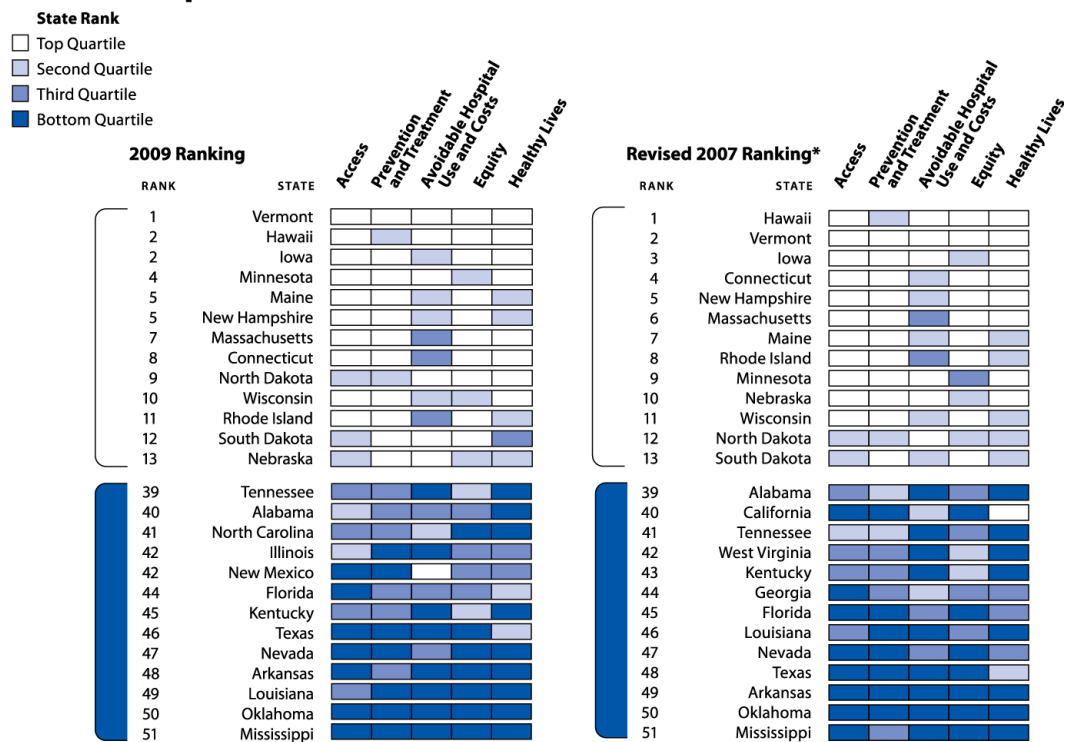 State Rank
Top Quartile
Second Quartile
Third Quartile
Bottom Quartile
2009 Ranking
RANK STATE Access Prevention and Treatment Avoidable Hospital Use and Costs Equity Healthy Lives
1 Vermont
2 Hawaii
2 Iowa
4 Minnesota
5 Maine
5 New Hampshire
7 Massachusetts
8 Connecticut
9 North Dakota
10 Wisconsin
11 Rhode Island
12 South Dakota
13 Nebraska
39 Tennessee
40 Alabama
41 North Carolina
42 Illinois
42 New Mexico
44 Florida
45 Kentucky
46 Texas
47 Nevada
48 Arkansas
49 Louisiana
50 Oklahoma
51 Mississippi
Revised 2007 Ranking*
RANK STATE Access Prevention and Treatment Avoidable Hospital Use and Costs Equity Healthy Lives
1 Hawaii
2 Vermont
3 Iowa
4 Connecticut
5 New Hampshire
6 Massachusetts
7 Maine
8 Rhode Island
9 Minnesota
10 Nebraska
11 Wisconsin
12 North Dakota
13 South Dakota
39 Alabama
40 California
41 Tennessee
42 West Virginia
43 Kentucky
44 Georgia
45 Florida
46 Louisiana
47 Nevada
48 Texas
49 Arkansas
50 Oklahoma
51 Mississippi